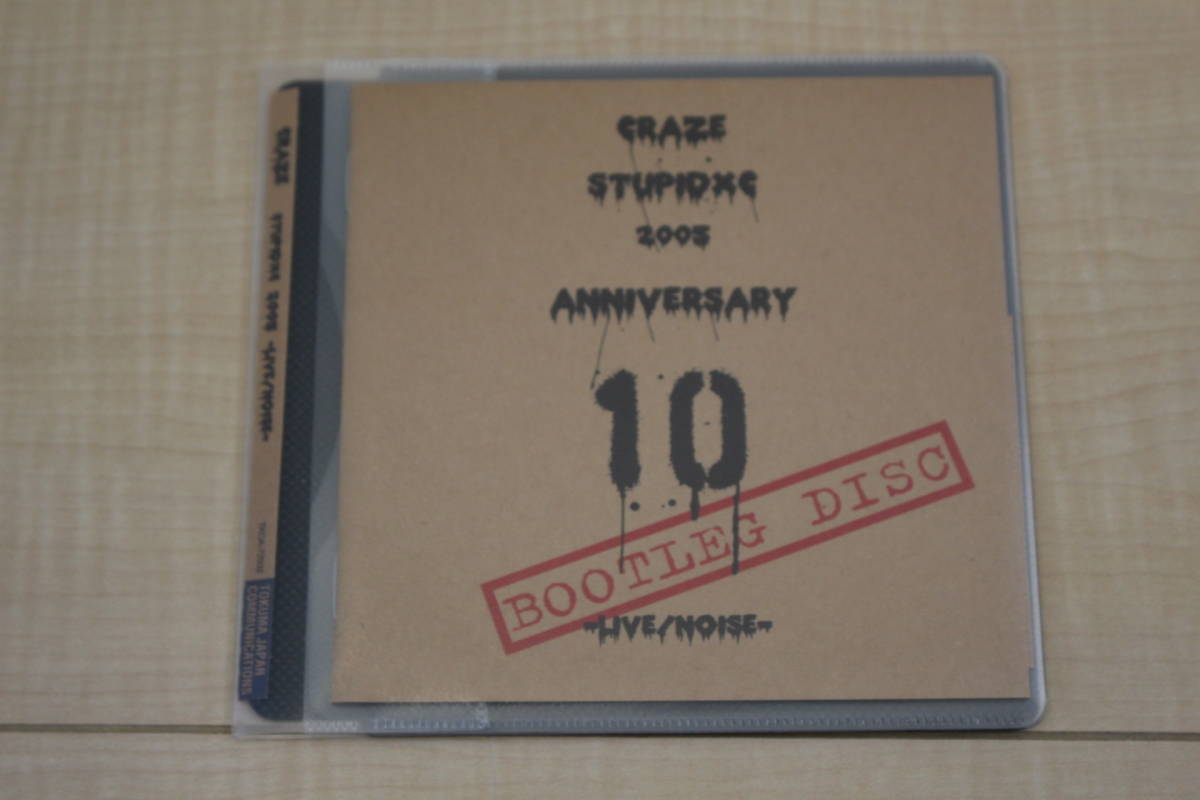 CRAZE
STUPID×C
2005
ANNIVERSARY
10
BOOTLEG DISC
~LIVE/NOISE~
CRAZE STUPID×C 2005 ~LIVE/NOISE~
TOKUMA JAPAN
COMMUNICATIONS